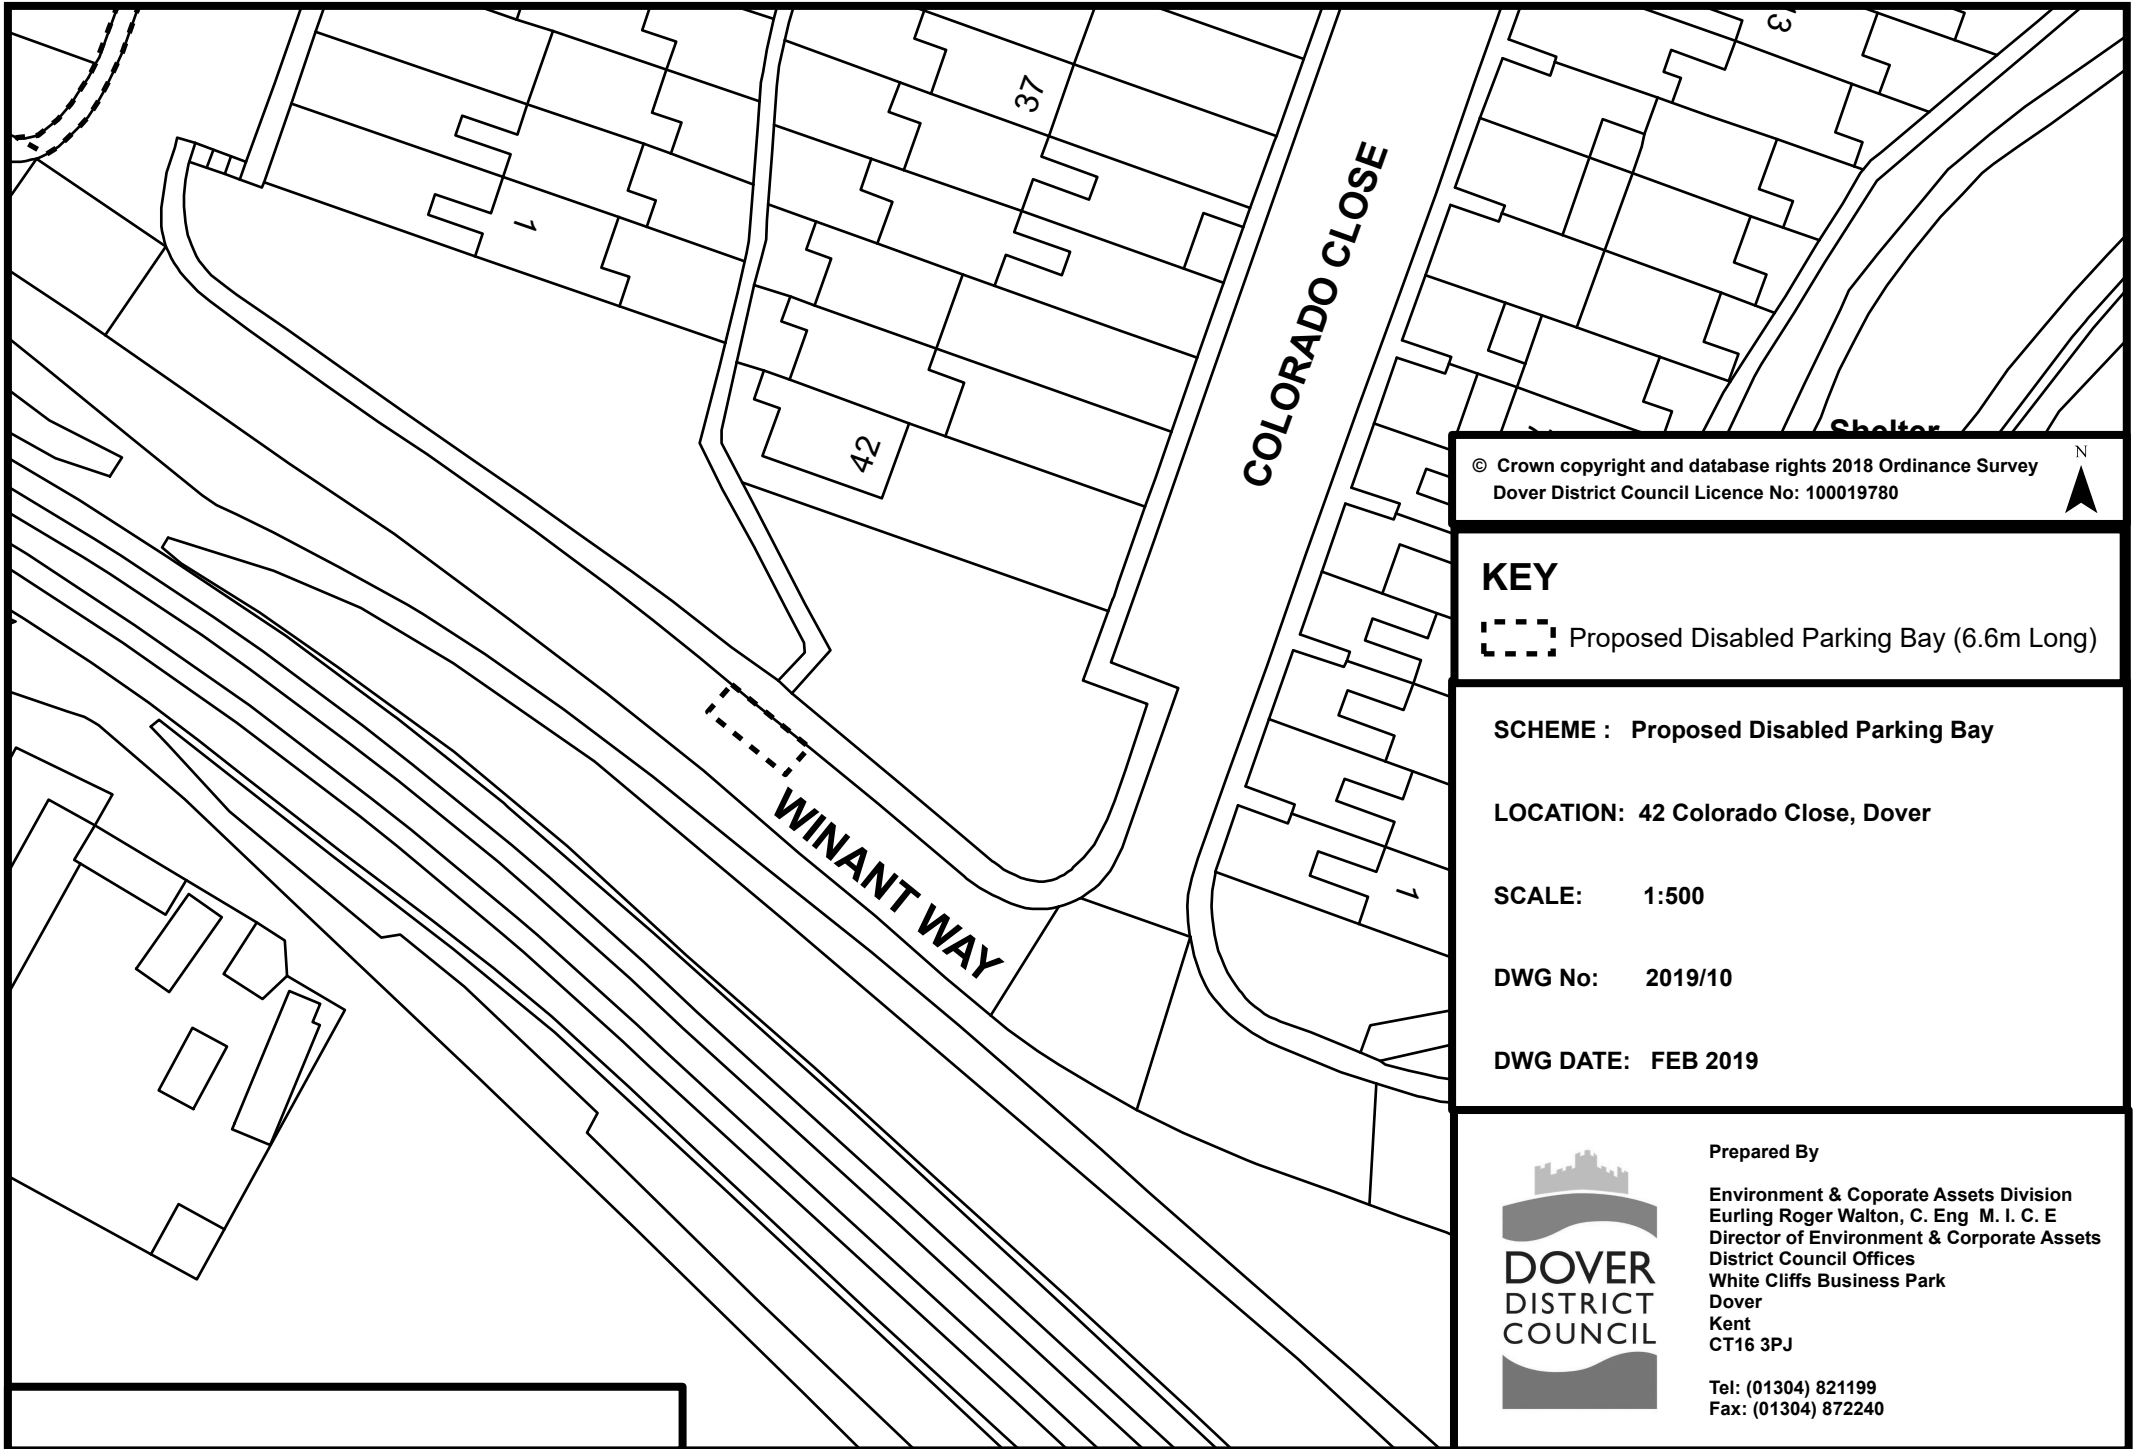 37
1
42
COLORADO CLOSE
WINANT WAY
1
© Crown copyright and database rights 2018 Ordinance Survey
Dover District Council Licence No: 100019780
N
KEY
Proposed Disabled Parking Bay (6.6m Long)
SCHEME : Proposed Disabled Parking Bay
LOCATION: 42 Colorado Close, Dover
SCALE: 1:500
DWG No: 2019/10
DWG DATE: FEB 2019
DOVER
DISTRICT
COUNCIL
Prepared By
Environment & Coporate Assets Division
Eurling Roger Walton, C. Eng M. I. C. E
Director of Environment & Corporate Assets
District Council Offices
White Cliffs Business Park
Dover
Kent
CT16 3PJ
Tel: (01304) 821199
Fax: (01304) 872240
Shelter